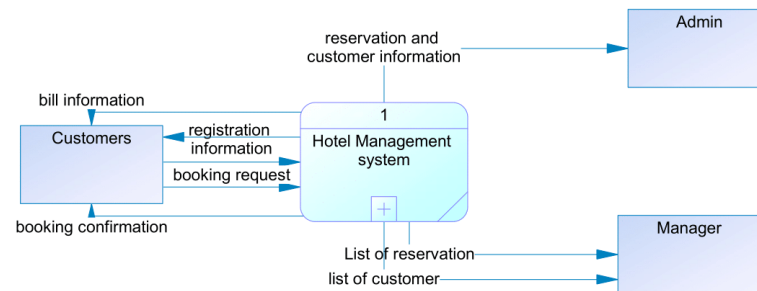 Admin
reservation and
customer information
bill information
1
Customers
registration
information
Hotel Management
system
booking request
booking confirmation
Manager
List of reservation
list of customer